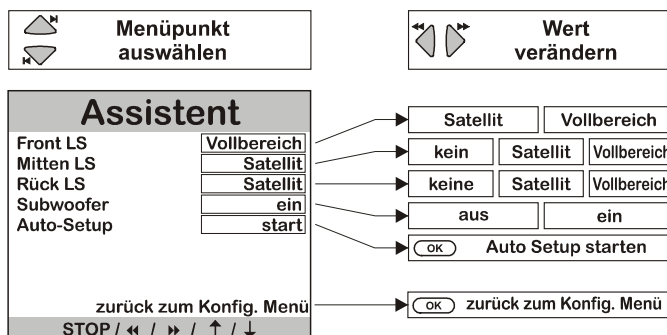 Menüpunkt
auswählen
Wert
verändern
Assistent
Front LS Vollbereich
Mitten LS Satellit
Rück LS Satellit
Subwoofer ein
Auto-Setup start
zurück zum Konfig. Menü
STOP / ◂◂ / ▸▸ / ↑ / ↓
Satellit Vollbereich
kein Satellit Vollbereich
keine Satellit Vollbereich
aus ein
OK Auto Setup starten
OK zurück zum Konfig. Menü